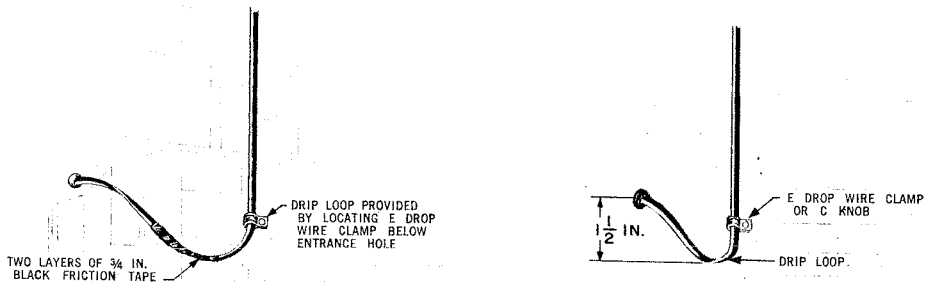 DRIP LOOP PROVIDED
BY LOCATING E DROP
WIRE CLAMP BELOW
ENTRANCE HOLE
TWO LAYERS OF ¾ IN.
BLACK FRICTION TAPE
E DROP WIRE CLAMP
OR C KNOB
1½ IN.
DRIP LOOP.